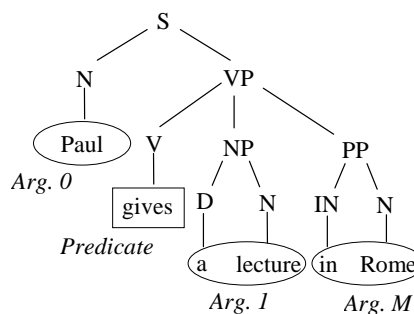 S
N VP
Paul V NP PP
Arg. 0
gives D N IN N
Predicate
a lecture in Rome
Arg. 1 Arg. M